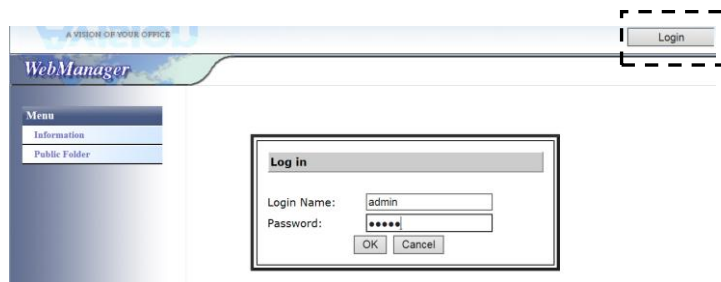 A VISION OF YOUR OFFICE
Login
WebManager
Menu
Information
Public Folder
Log in
Login Name: admin
Password: •••••
OK Cancel